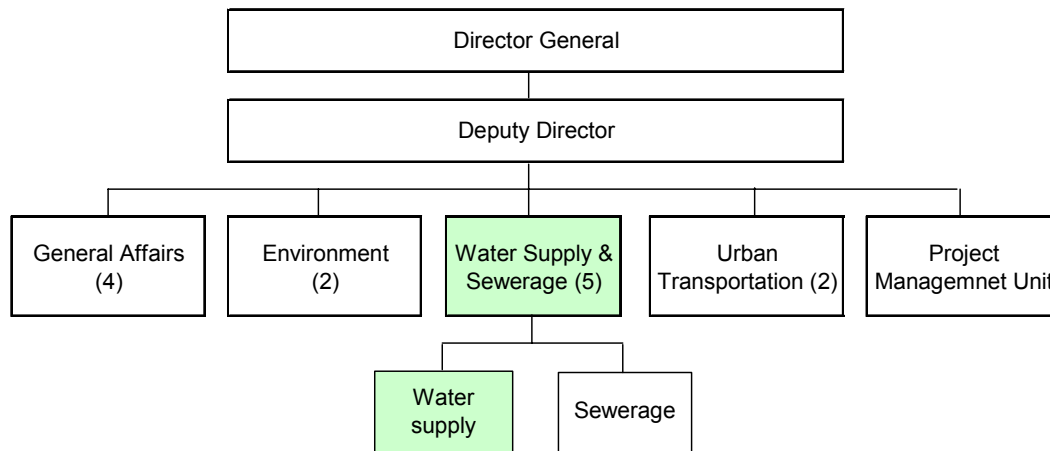 Director General
Deputy Director
General Affairs
(4)
Environment
(2)
Water Supply &
Sewerage (5)
Urban
Transportation (2)
Project
Managemnet Unit
Water
supply
Sewerage